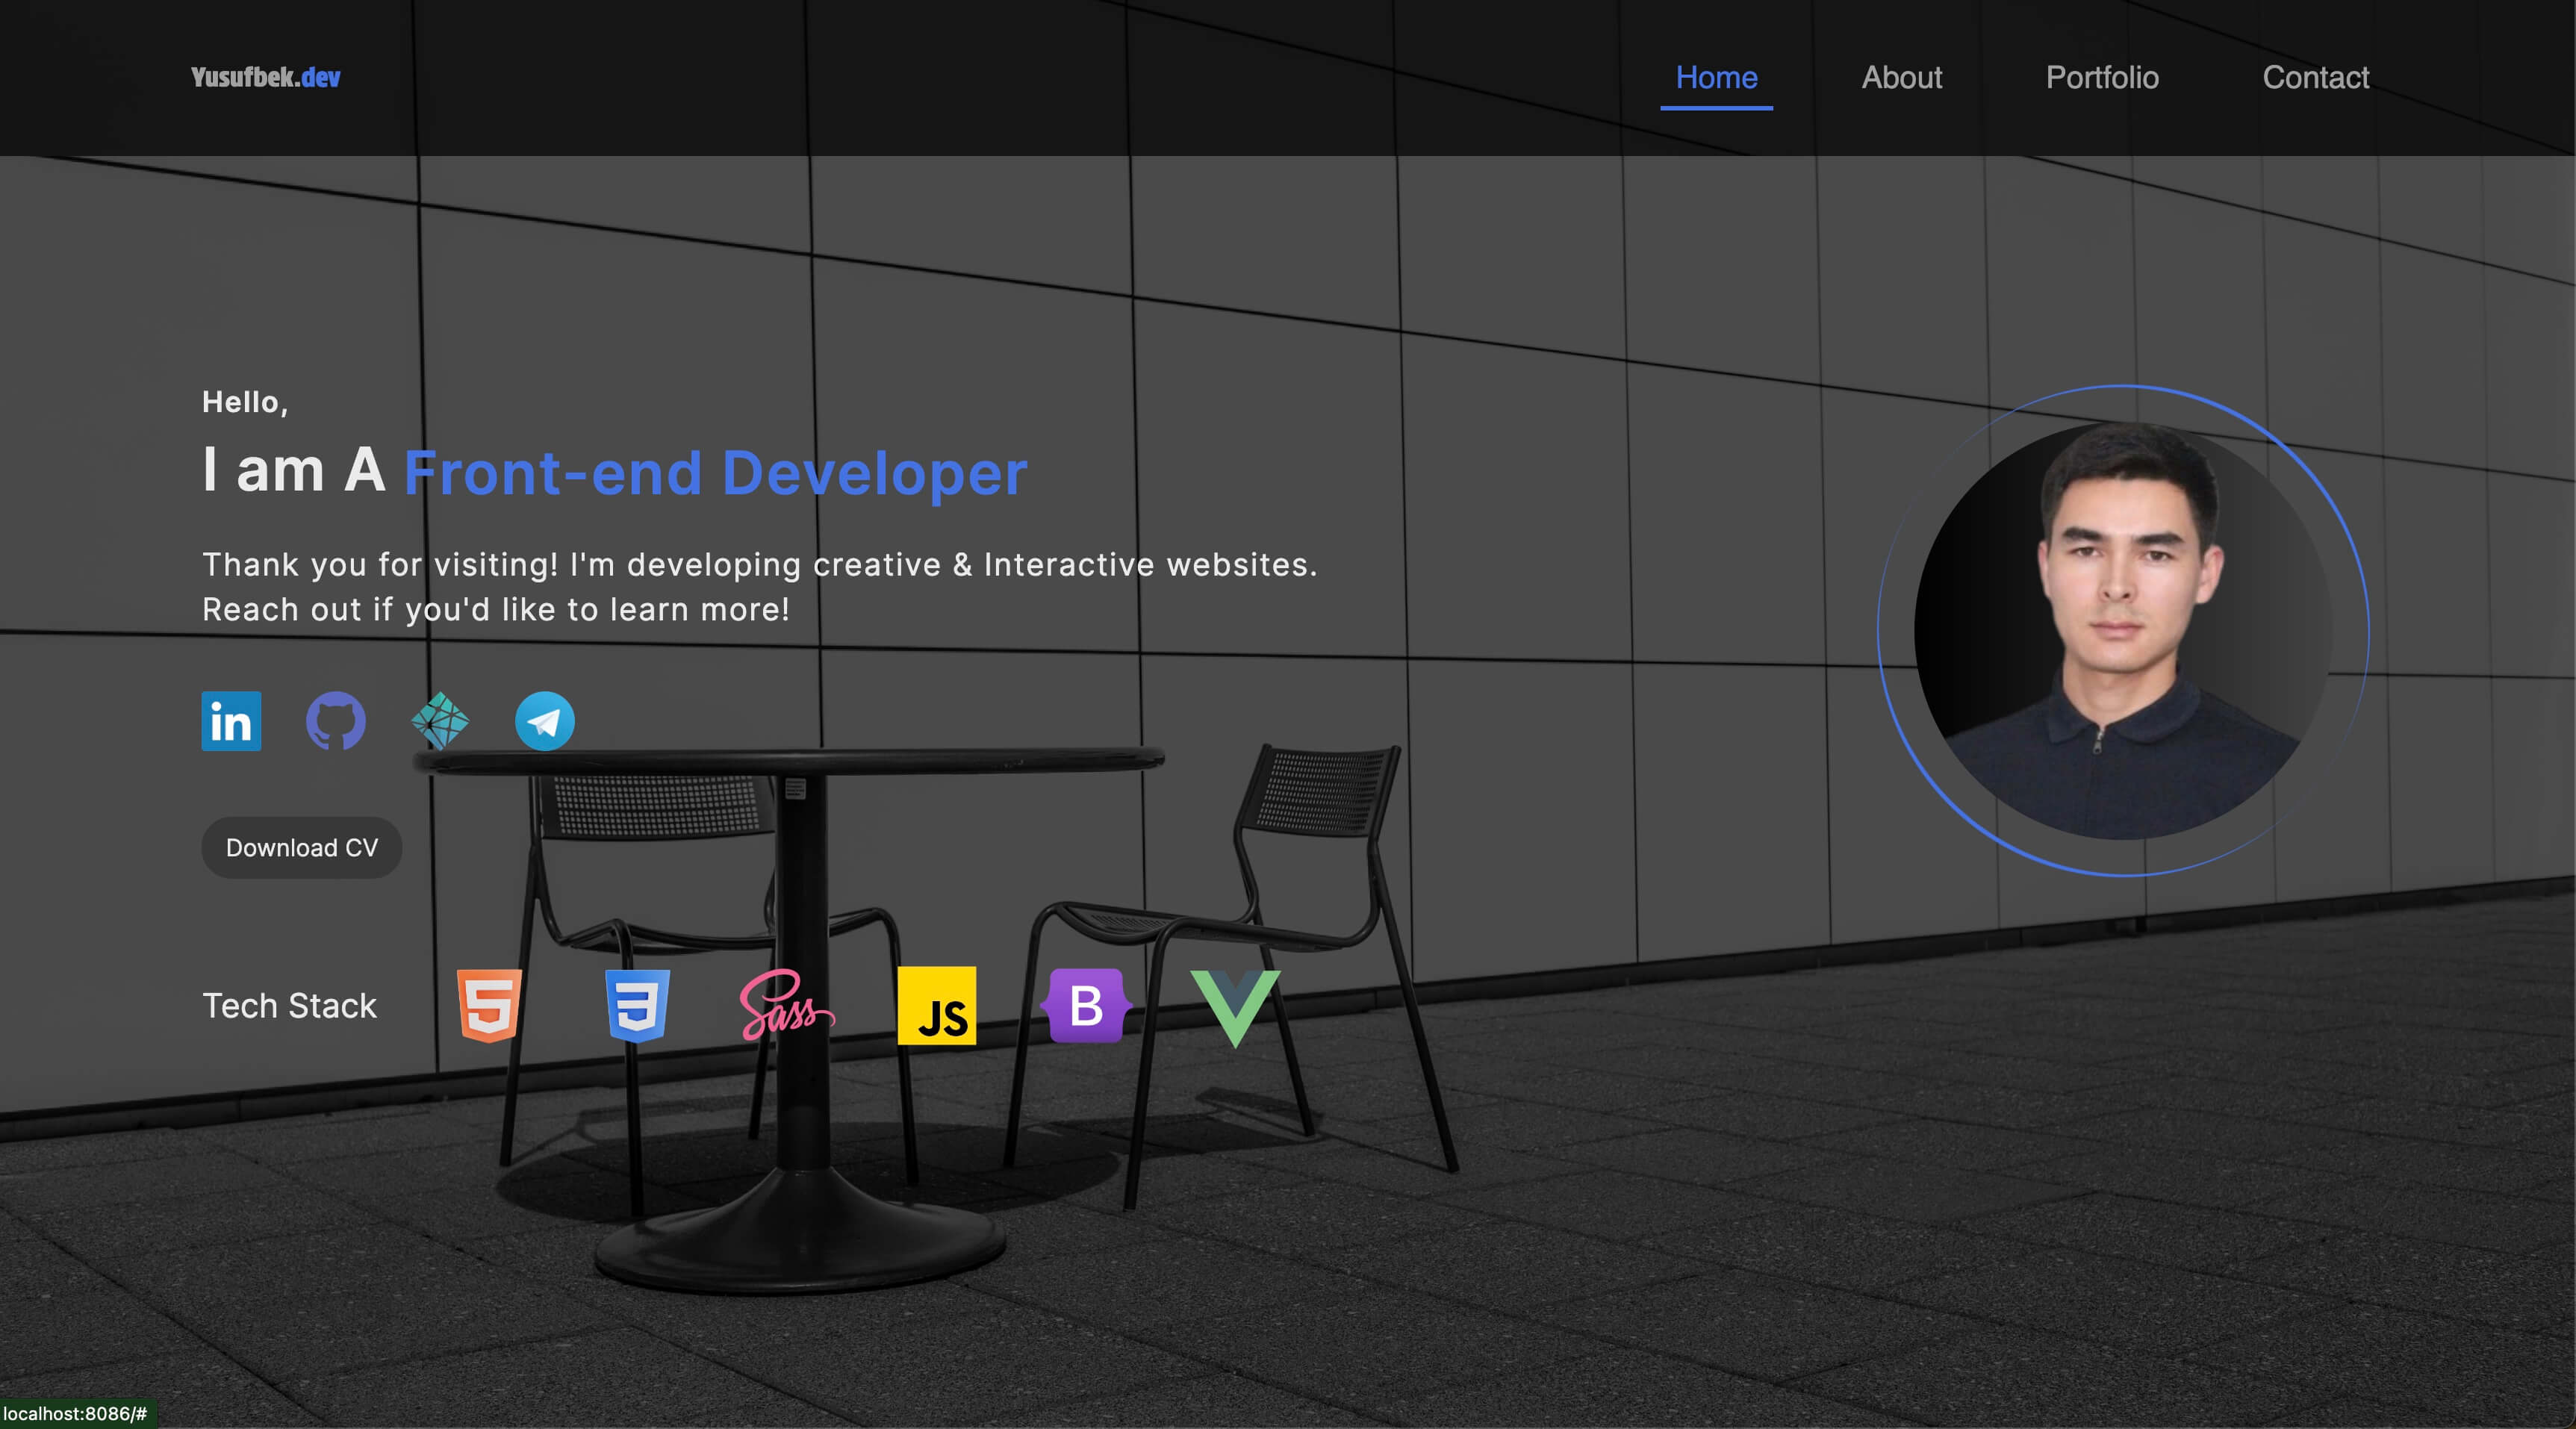 Yusufbek.dev
Home About Portfolio Contact
Hello,
I am A Front-end Developer
Thank you for visiting! I'm developing creative & Interactive websites.
Reach out if you'd like to learn more!
in
Download CV
Tech Stack 5 3 Sass JS B
localhost:8086/#